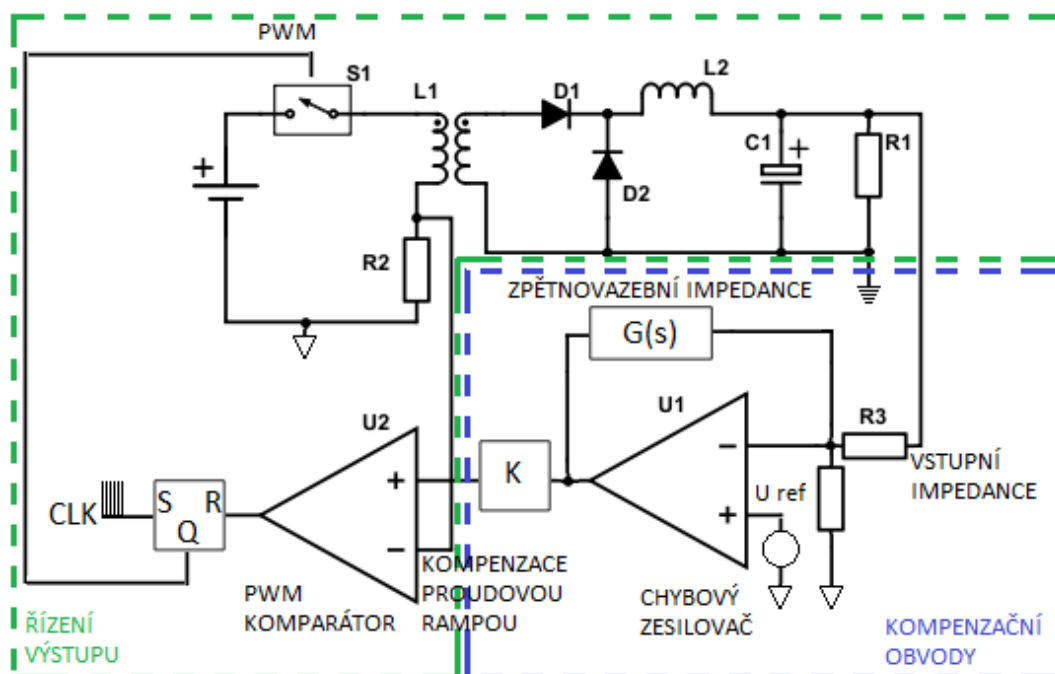 PWM
S1
L1
D1
L2
+
C1
+
R1
D2
R2
ZPĚTNOVAZEBNÍ IMPEDANCE
G(s)
U1
R3
U2
−
VSTUPNÍ
IMPEDANCE
+
K
U ref
CLK
S
R
Q
+
−
KOMPENZACE
PROUDOVOU
RAMPOU
PWM
KOMPARÁTOR
CHYBOVÝ
ZESILOVAČ
ŘÍZENÍ
VÝSTUPU
KOMPENZAČNÍ
OBVODY